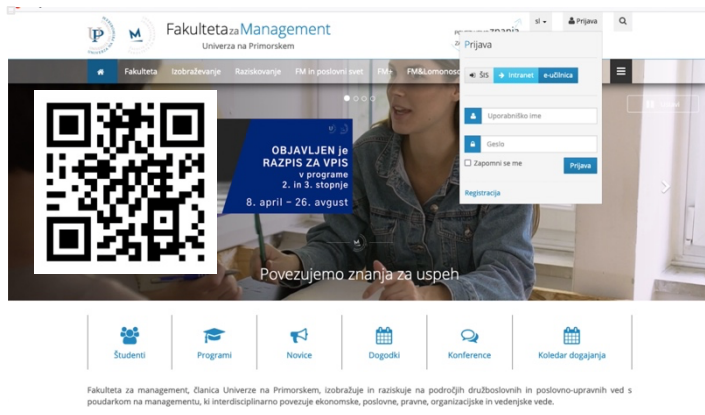 FakultetazaManagement
Univerza na Primorskem
sl
Prijava
Fakulteta Izobraževanje Raziskovanje FM in poslovni svet FM+ FM&Lomonoso
Prijava
ŠIS Intranet e-učilnica
Uporabniško ime
Geslo
Zapomni se me
Prijava
Registracija
OBJAVLJEN je
RAZPIS ZA VPIS
v programe
2. in 3. stopnje
8. april – 26. avgust
Povezujemo znanja za uspeh
Študenti Programi Novice Dogodki Konference Koledar dogajanja
Fakulteta za management, članica Univerze na Primorskem, izobražuje in raziskuje na področjih družboslovnih in poslovno-upravnih ved s
poudarkom na managementu, ki interdisciplinarno povezuje ekonomske, poslovne, pravne, organizacijske in vedenjske vede.